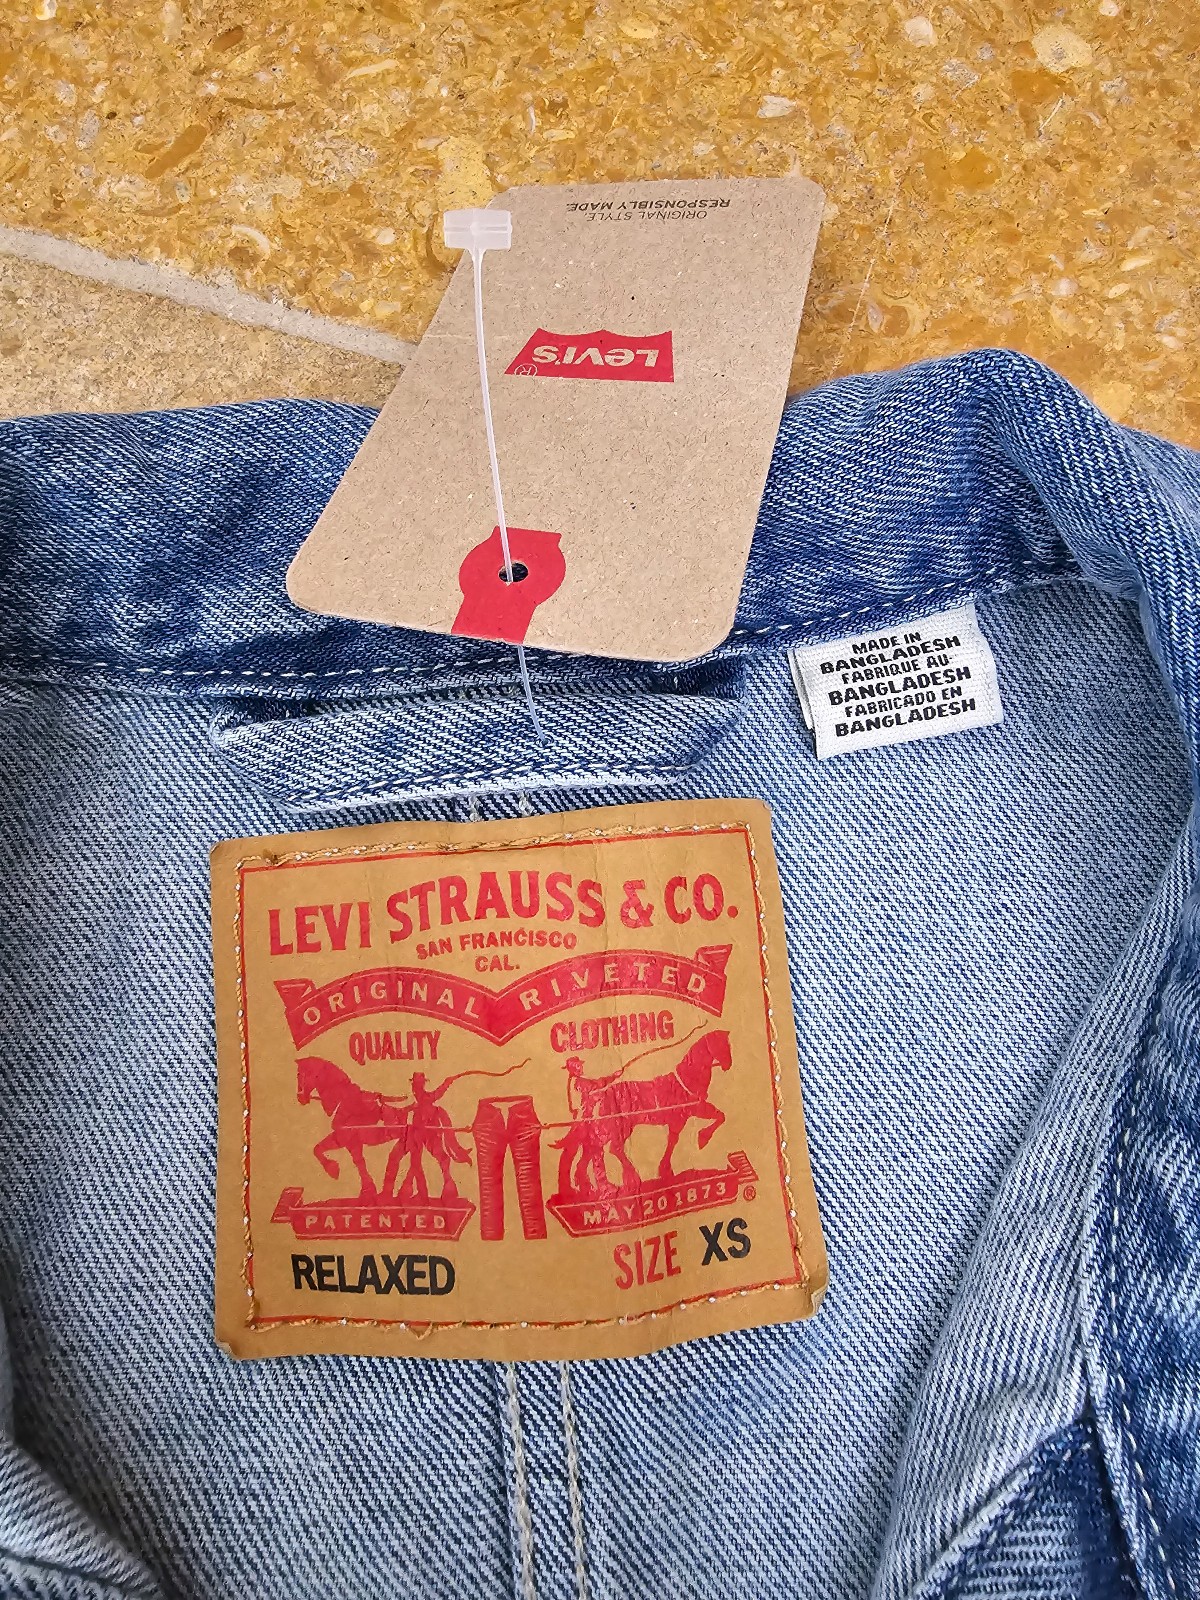 ORIGINAL STYLE.
RESPONSIBLY MADE.
Levi's®
MADE IN
BANGLADESH
FABRIQUE AU
BANGLADESH
FABRICADO EN
BANGLADESH
LEVI STRAUSS & CO.
SAN FRANCISCO
CAL.
ORIGINAL RIVETED
QUALITY CLOTHING
PATENTED MAY 20 1873 ®
RELAXED SIZE XS